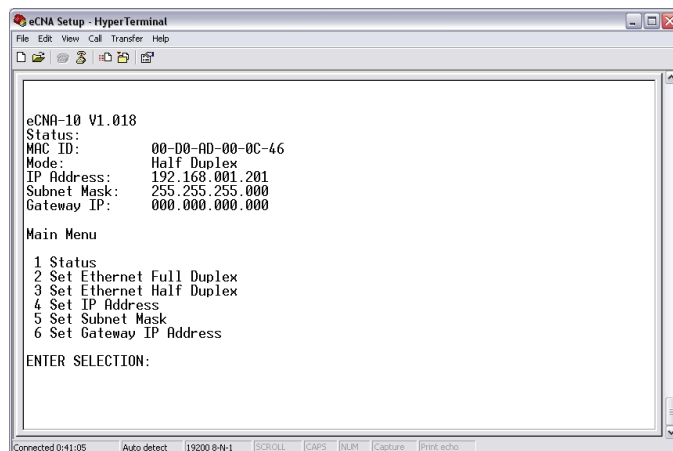 eCNA Setup - HyperTerminal
File Edit View Call Transfer Help
eCNA-10 V1.018
Status:
MAC ID: 00-D0-AD-00-0C-46
Mode: Half Duplex
IP Address: 192.168.001.201
Subnet Mask: 255.255.255.000
Gateway IP: 000.000.000.000
Main Menu
1 Status
2 Set Ethernet Full Duplex
3 Set Ethernet Half Duplex
4 Set IP Address
5 Set Subnet Mask
6 Set Gateway IP Address
ENTER SELECTION:
Connected 0:41:05 Auto detect 19200 8-N-1 SCROLL CAPS NUM Capture Print echo